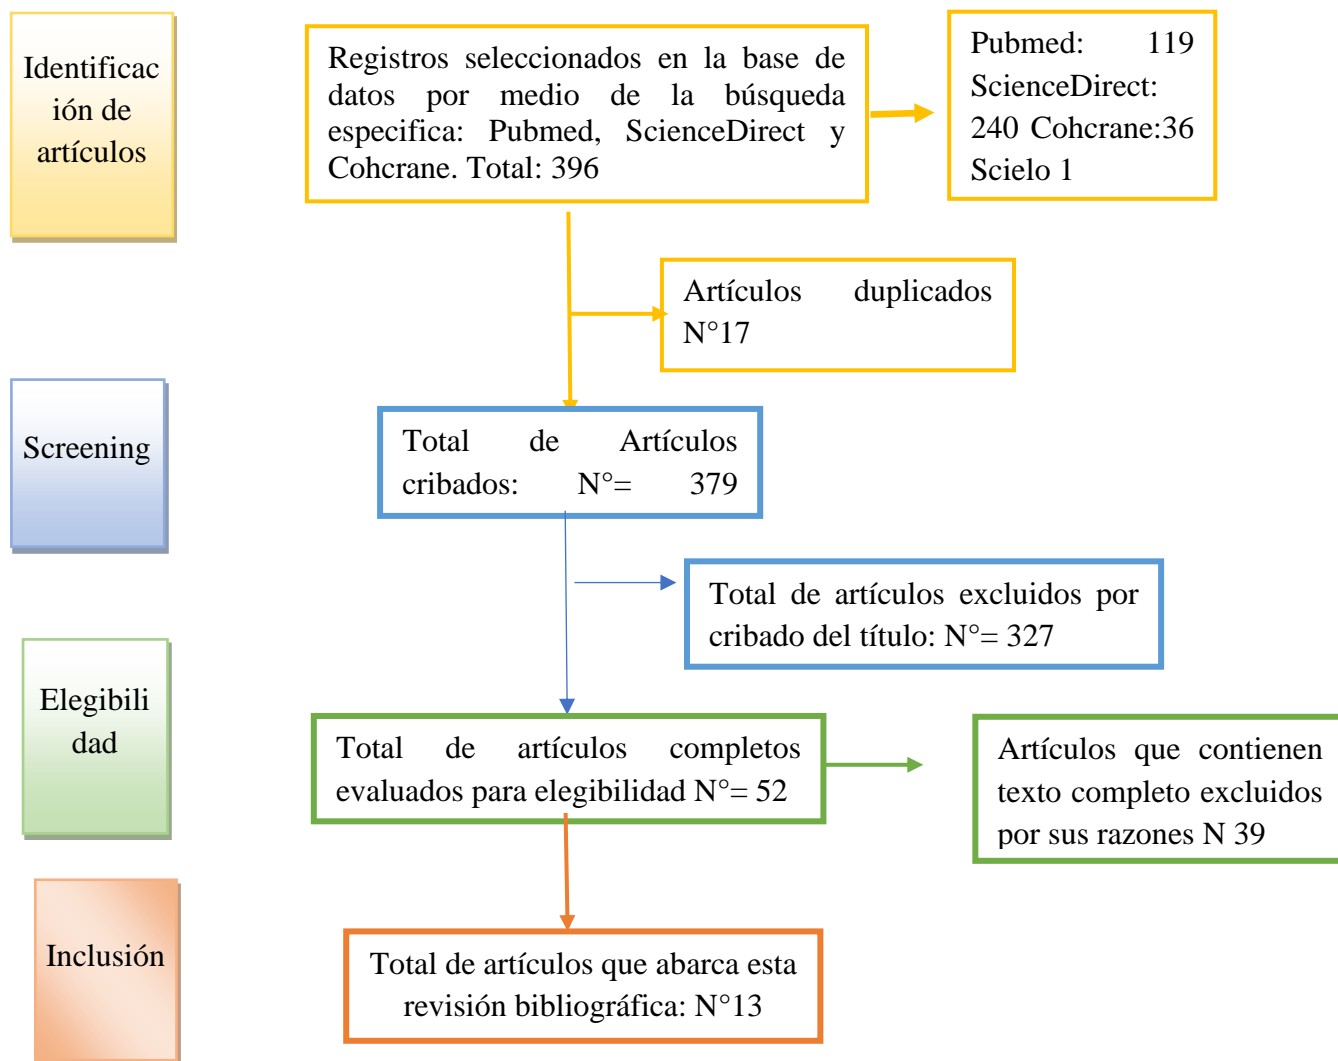 Identificac
ión de
artículos
Registros seleccionados en la base de
datos por medio de la búsqueda
especifica: Pubmed, ScienceDirect y
Cohcrane. Total: 396
Pubmed: 119
ScienceDirect:
240 Cohcrane:36
Scielo 1
Artículos duplicados
N°17
Screening
Total de Artículos
cribados: N°= 379
Total de artículos excluidos por
cribado del título: N°= 327
Elegibili
dad
Total de artículos completos
evaluados para elegibilidad N°= 52
Artículos que contienen
texto completo excluidos
por sus razones N 39
Inclusión
Total de artículos que abarca esta
revisión bibliográfica: N°13